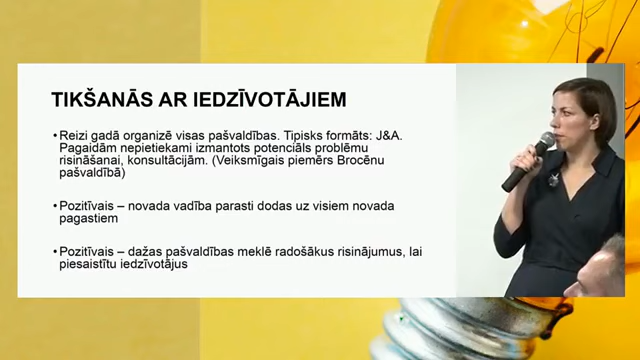 TIKŠANĀS AR IEDZĪVOTĀJIEM
•Reizi gadā organizē visas pašvaldības. Tipisks formāts: J&A.
Pagaidām nepietiekami izmantots potenciāls problēmu
risināšanai, konsultācijām. (Veiksmīgais piemērs Brocēnu
pašvaldībā)
•Pozitīvais – novada vadība parasti dodas uz visiem novada
pagastiem
•Pozitīvais – dažas pašvaldības meklē radošākus risinājumus, lai
piesaistītu iedzīvotājus